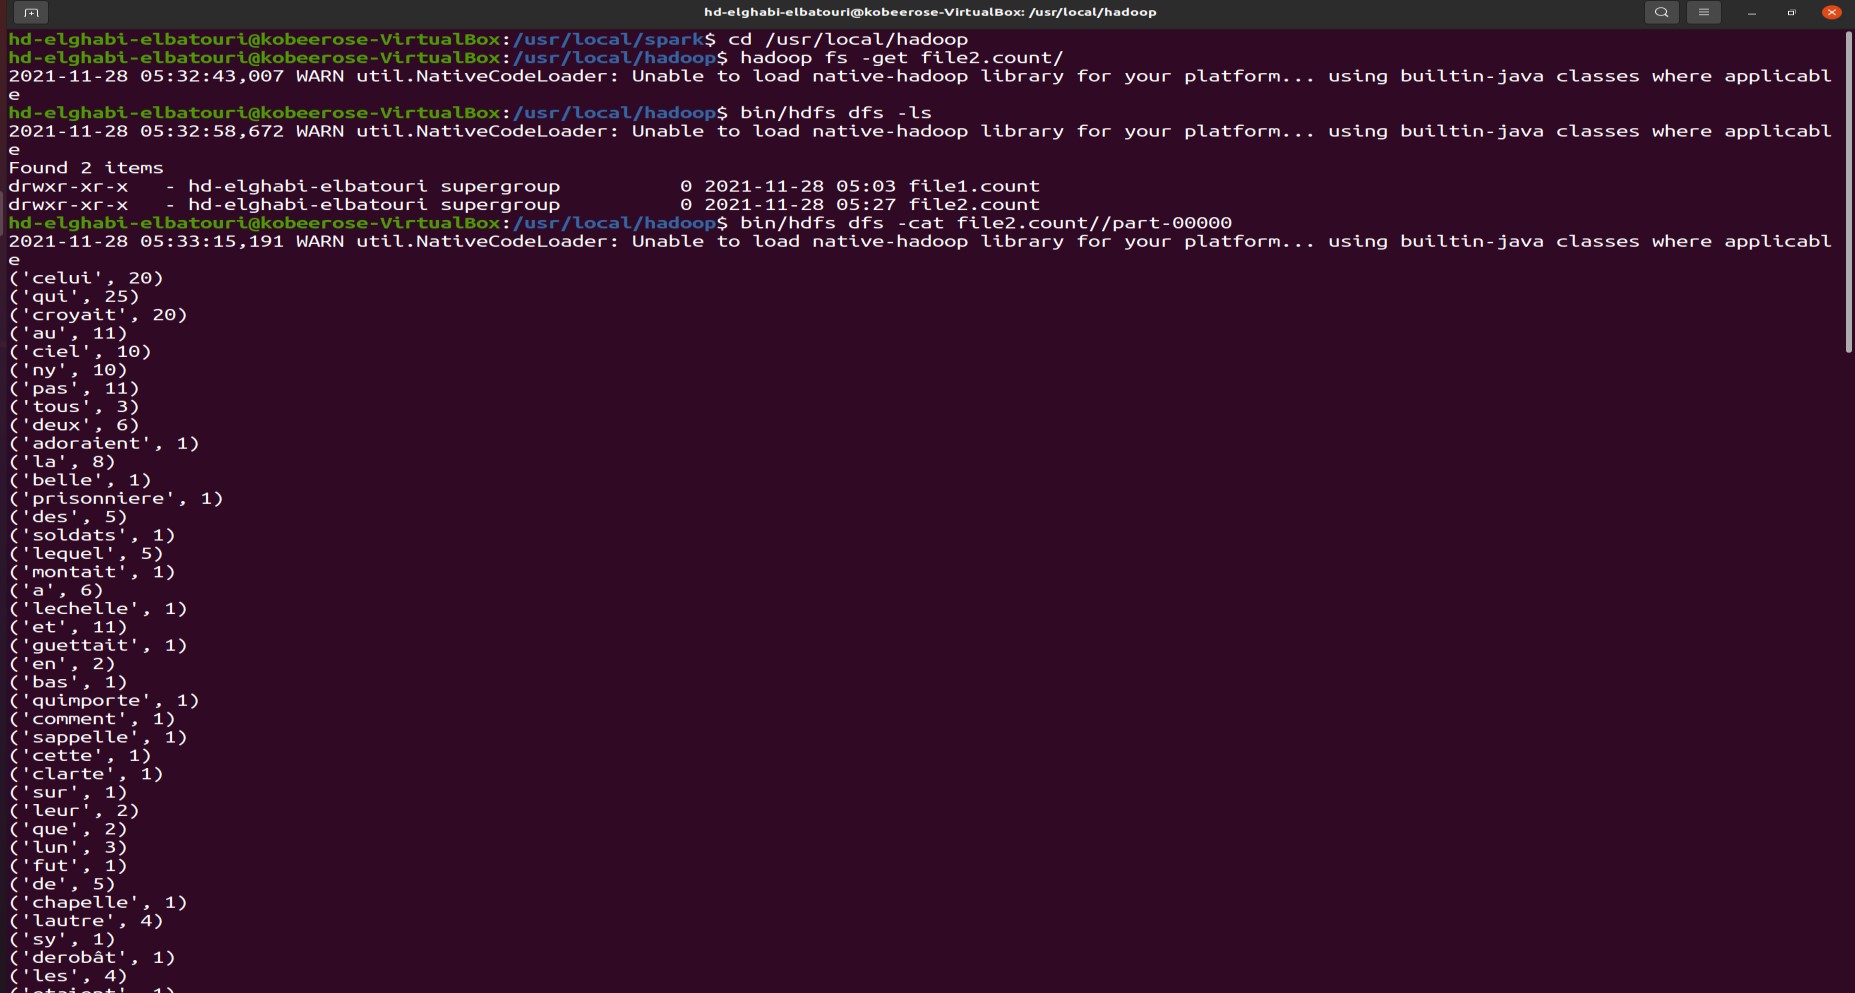 hd-elghabi-elbatouri@kobeerose-VirtualBox: /usr/local/hadoop
hd-elghabi-elbatouri@kobeerose-VirtualBox:/usr/local/spark$ cd /usr/local/hadoop
hd-elghabi-elbatouri@kobeerose-VirtualBox:/usr/local/hadoop$ hadoop fs -get file2.count/
2021-11-28 05:32:43,007 WARN util.NativeCodeLoader: Unable to load native-hadoop library for your platform... using builtin-java classes where applicabl
e
hd-elghabi-elbatouri@kobeerose-VirtualBox:/usr/local/hadoop$ bin/hdfs dfs -ls
2021-11-28 05:32:58,672 WARN util.NativeCodeLoader: Unable to load native-hadoop library for your platform... using builtin-java classes where applicabl
e
Found 2 items
drwxr-xr-x   - hd-elghabi-elbatouri supergroup          0 2021-11-28 05:03 file1.count
drwxr-xr-x   - hd-elghabi-elbatouri supergroup          0 2021-11-28 05:27 file2.count
hd-elghabi-elbatouri@kobeerose-VirtualBox:/usr/local/hadoop$ bin/hdfs dfs -cat file2.count//part-00000
2021-11-28 05:33:15,191 WARN util.NativeCodeLoader: Unable to load native-hadoop library for your platform... using builtin-java classes where applicabl
e
('celui', 20)
('qui', 25)
('croyait', 20)
('au', 11)
('ciel', 10)
('ny', 10)
('pas', 11)
('tous', 3)
('deux', 6)
('adoraient', 1)
('la', 8)
('belle', 1)
('prisonniere', 1)
('des', 5)
('soldats', 1)
('lequel', 5)
('montait', 1)
('a', 6)
('lechelle', 1)
('et', 11)
('guettait', 1)
('en', 2)
('bas', 1)
('quimporte', 1)
('comment', 1)
('sappelle', 1)
('cette', 1)
('clarte', 1)
('sur', 1)
('leur', 2)
('que', 2)
('lun', 3)
('fut', 1)
('de', 5)
('chapelle', 1)
('lautre', 4)
('sy', 1)
('derobât', 1)
('les', 4)
('etaient', 1)